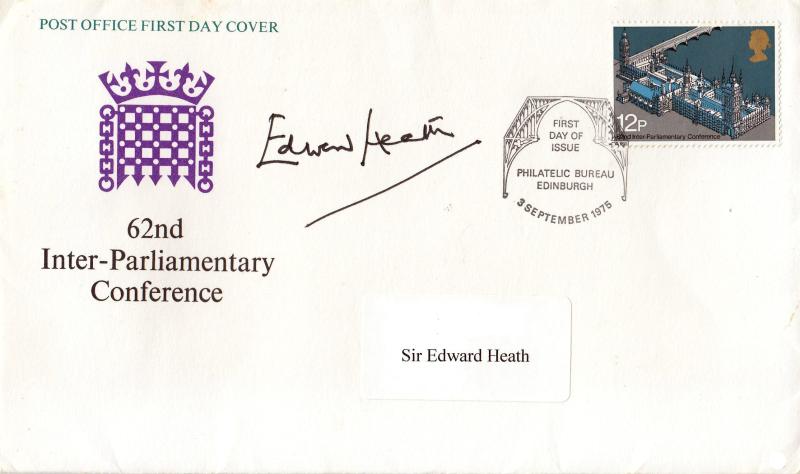 POST OFFICE FIRST DAY COVER
62nd
Inter-Parliamentary
Conference
Edward Heath
FIRST
DAY OF
ISSUE
PHILATELIC BUREAU
EDINBURGH
3 SEPTEMBER 1975
12P
62nd Inter-Parliamentary Conference
Sir Edward Heath